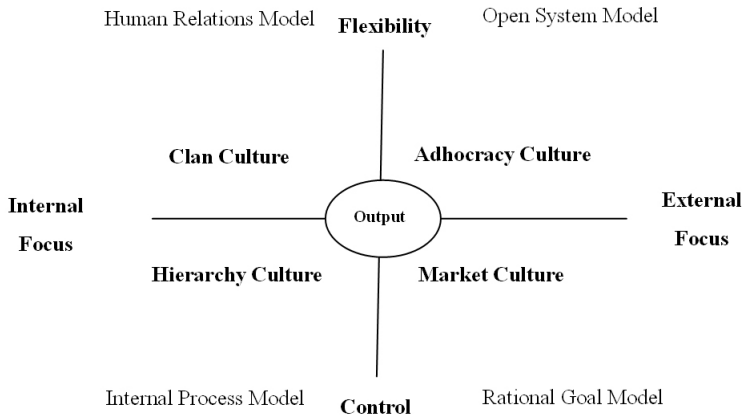 Human Relations Model
Flexibility
Open System Model
Clan Culture
Adhocracy Culture
Internal
Focus
Output
External
Focus
Hierarchy Culture
Market Culture
Internal Process Model
Control
Rational Goal Model